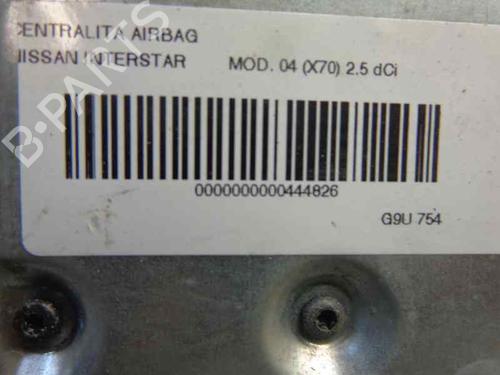 CENTRALITA AIRBAG
NISSAN INTERSTAR MOD. 04 (X70) 2.5 dCi
0000000000444826
G9U 754
B-PARTS